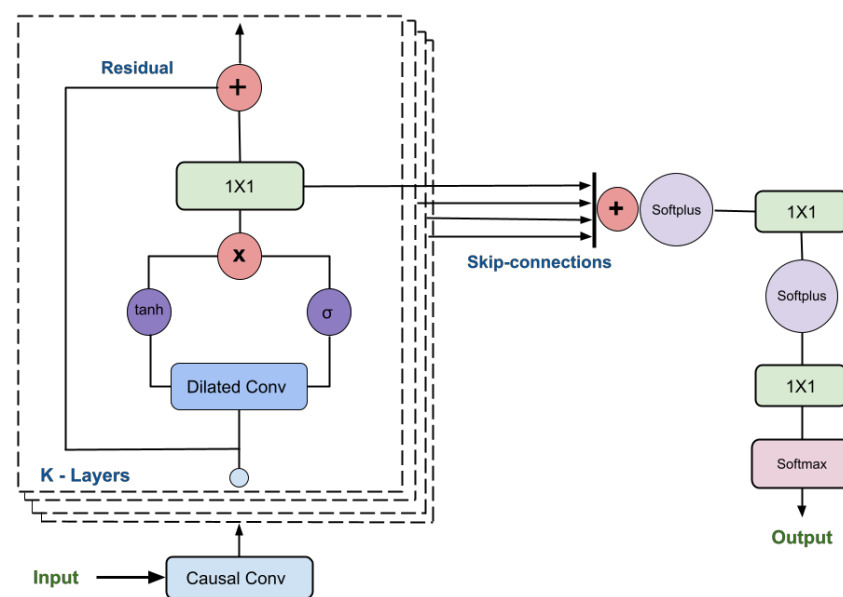 Residual
+
1X1
x
tanh
σ
Dilated Conv
K - Layers
Input
Causal Conv
Skip-connections
+
Softplus
1X1
Softplus
1X1
Softmax
Output